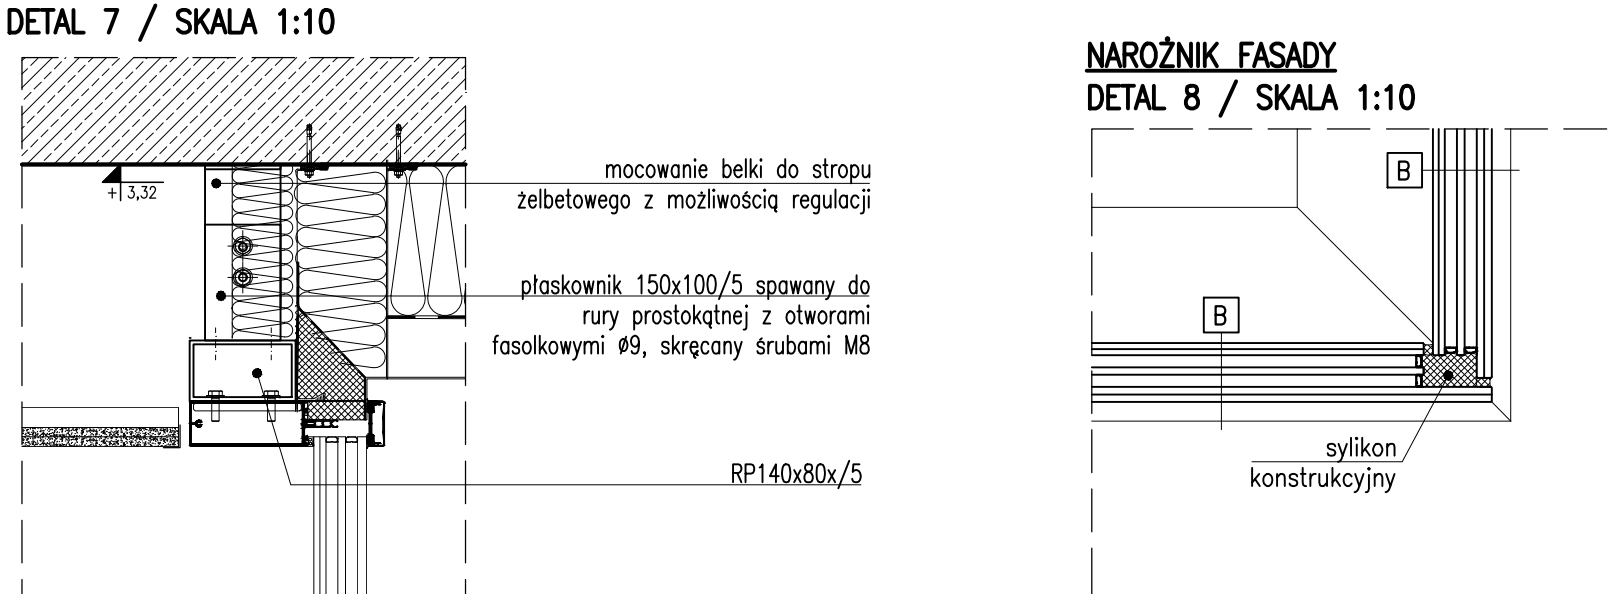 DETAL 7 / SKALA 1:10
+ 3,32
mocowanie belki do stropu
żelbetowego z możliwością regulacji
płaskownik 150x100/5 spawany do
rury prostokątnej z otworami
fasolkowymi Ø9, skręcany śrubami M8
RP140x80x/5
NAROŻNIK FASADY
DETAL 8 / SKALA 1:10
B
B
sylikon
konstrukcyjny